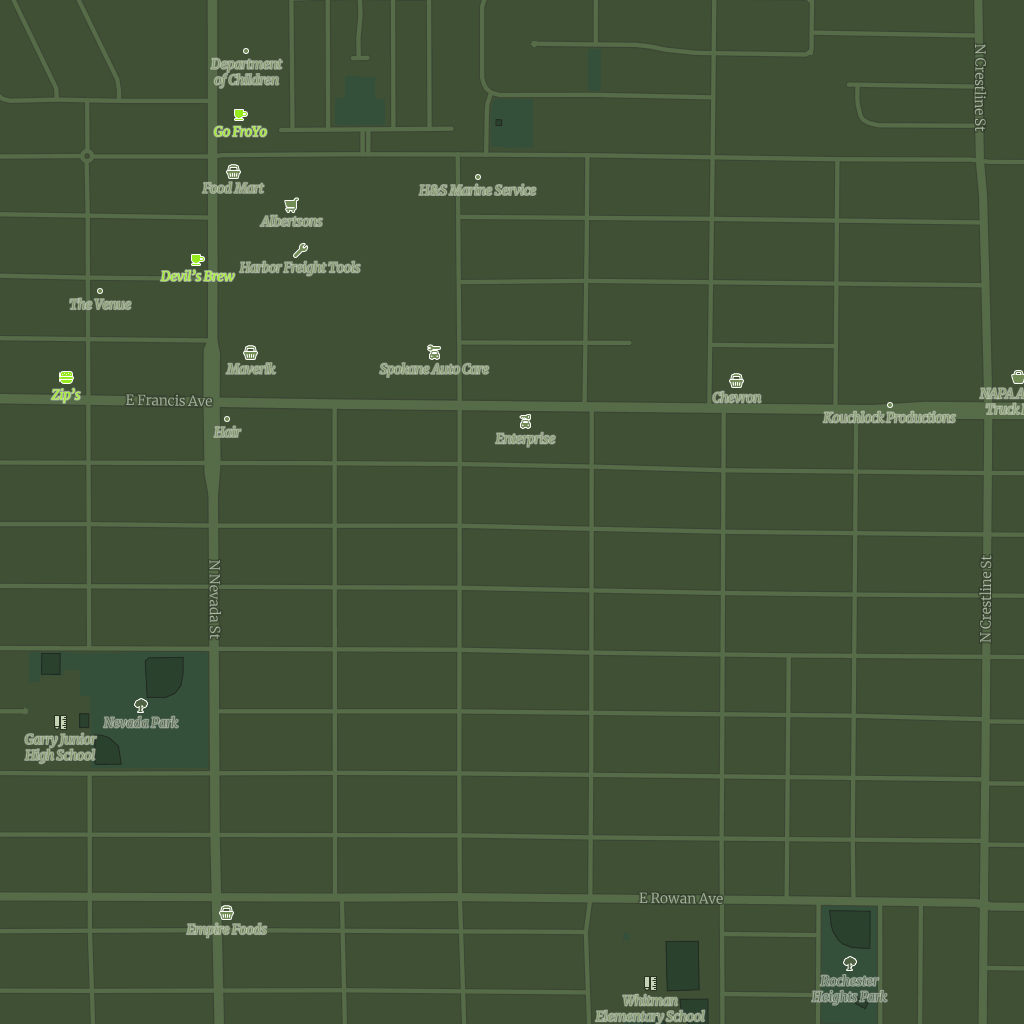 Department
of Children
N Crestline St
Go FroYo
Food Mart
H&S Marine Service
Albertsons
Harbor Freight Tools
Devil's Brew
The Venue
Maverik
Spokane Auto Care
Zip's
E Francis Ave
Chevron
NAPA A
Truck
Kouchlock Productions
Hair
Enterprise
N Nevada St
N Crestline St
Nevada Park
Garry Junior
High School
E Rowan Ave
Empire Foods
Rochester
Heights Park
Whitman
Elementary School